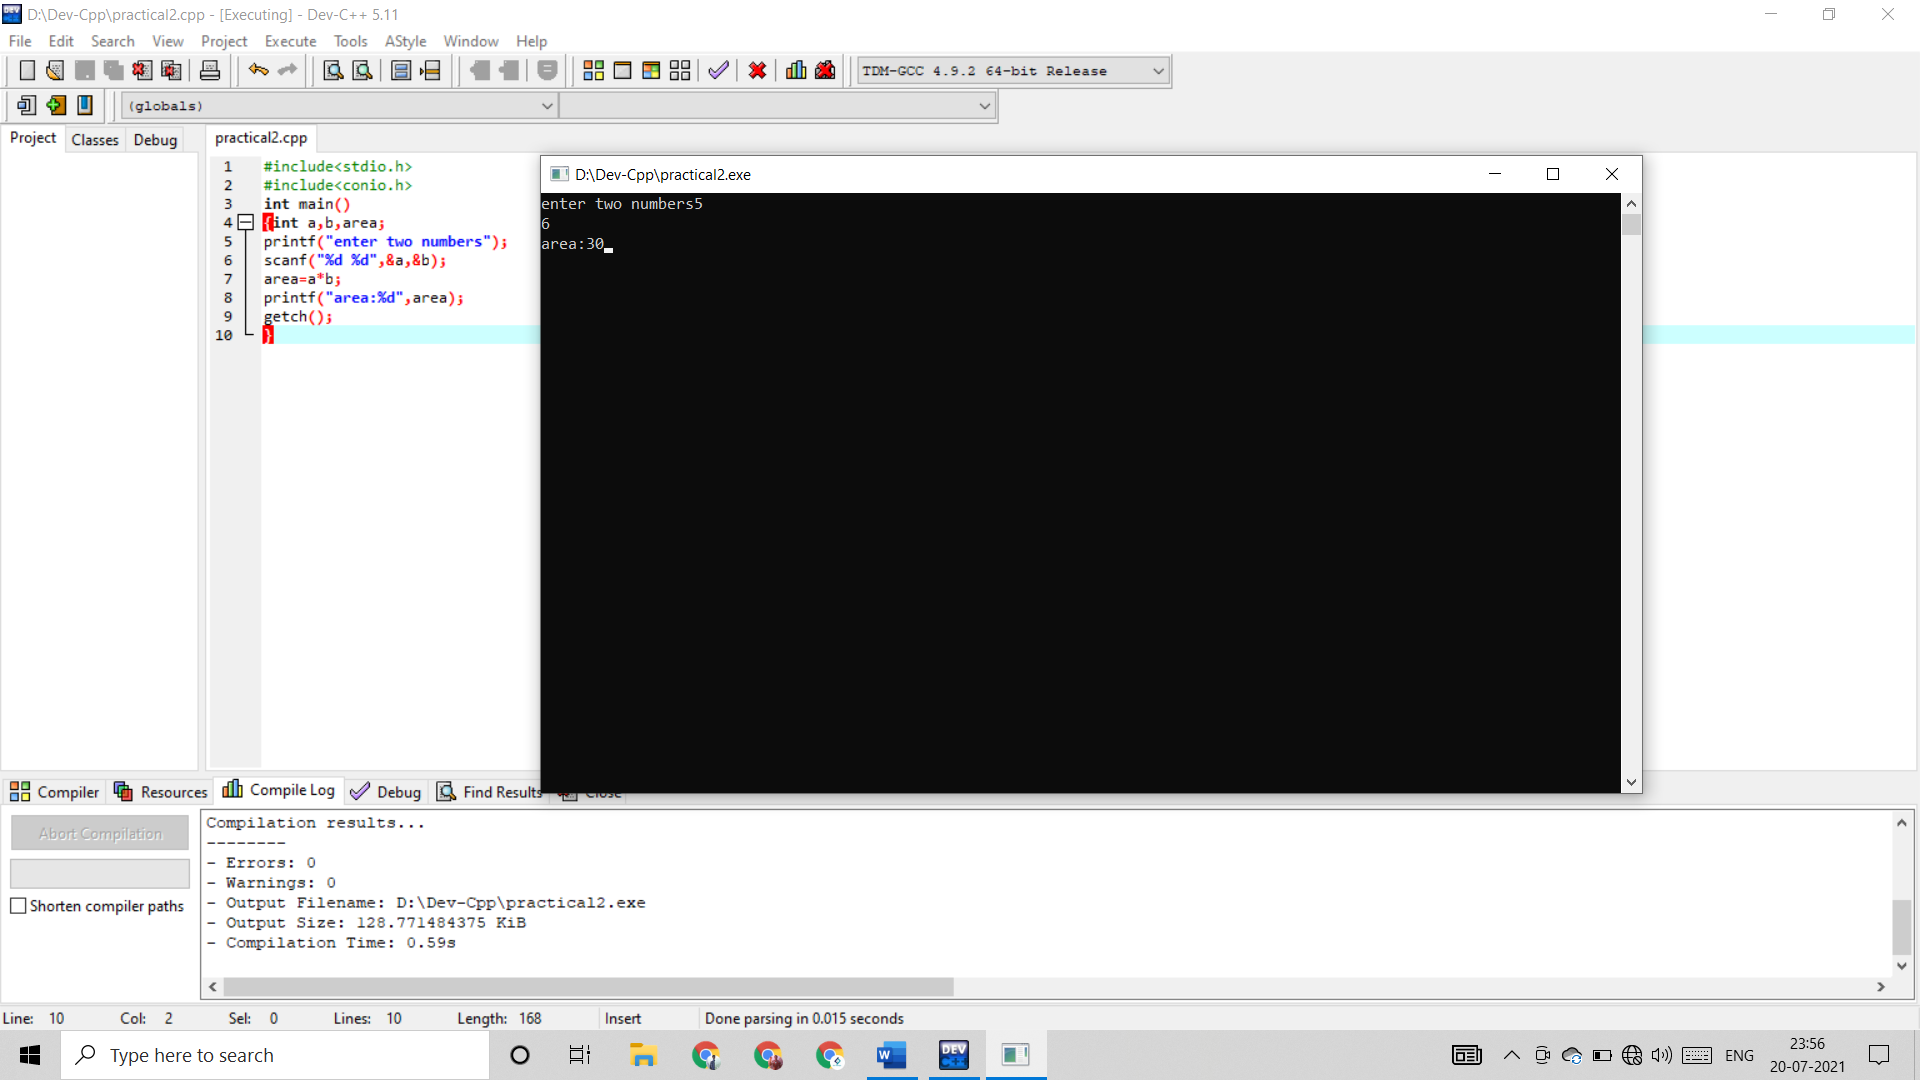 D:\Dev-Cpp\practical2.cpp - [Executing] - Dev-C++ 5.11
File Edit Search View Project Execute Tools AStyle Window Help
TDM-GCC 4.9.2 64-bit Release
(globals)
Project Classes Debug
practical2.cpp
1 #include<stdio.h>
2 #include<conio.h>
3 int main()
4 {int a,b,area;
5 printf("enter two numbers");
6 scanf("%d %d",&a,&b);
7 area=a*b;
8 printf("area:%d",area);
9 getch();
10 }
D:\Dev-Cpp\practical2.exe
enter two numbers5
6
area:30
Compiler Resources Compile Log Debug Find Results Close
Abort Compilation
Shorten compiler paths
Compilation results...
--------
- Errors: 0
- Warnings: 0
- Output Filename: D:\Dev-Cpp\practical2.exe
- Output Size: 128.771484375 KiB
- Compilation Time: 0.59s
Line: 10 Col: 2 Sel: 0 Lines: 10 Length: 168 Insert Done parsing in 0.015 seconds
Type here to search
W
DEV
C++
ENG
23:56
20-07-2021